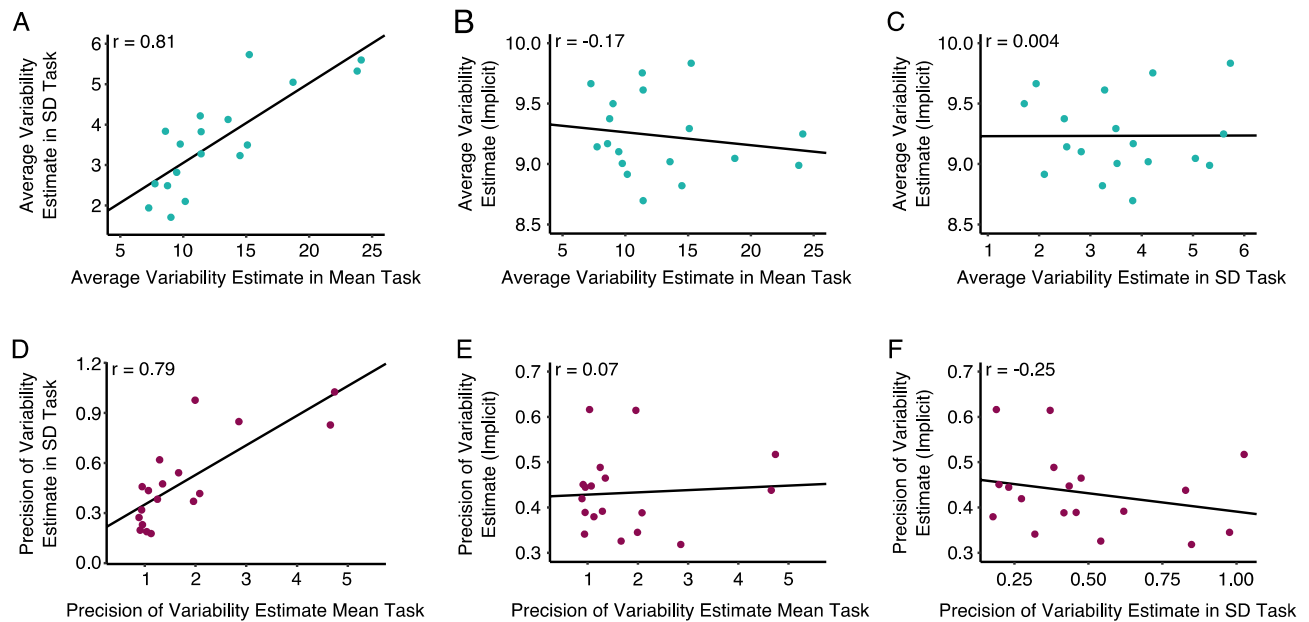 A
r = 0.81
Average Variability
Estimate in SD Task
6
5
4
3
2
5 10 15 20 25
Average Variability Estimate in Mean Task
B
r = -0.17
Average Variability
Estimate (Implicit)
10.0
9.5
9.0
8.5
5 10 15 20 25
Average Variability Estimate in Mean Task
C
r = 0.004
Average Variability
Estimate (Implicit)
10.0
9.5
9.0
8.5
1 2 3 4 5 6
Average Variability Estimate in SD Task
D
r = 0.79
Precision of Variability
Estimate in SD Task
1.2
0.9
0.6
0.3
0.0
1 2 3 4 5
Precision of Variability Estimate Mean Task
E
r = 0.07
Precision of Variability
Estimate (Implicit)
0.7
0.6
0.5
0.4
0.3
1 2 3 4 5
Precision of Variability Estimate Mean Task
F
r = -0.25
Precision of Variability
Estimate (Implicit)
0.7
0.6
0.5
0.4
0.3
0.25 0.50 0.75 1.00
Precision of Variability Estimate in SD Task